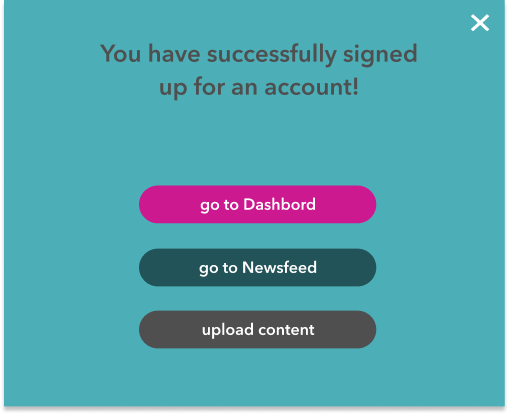 You have successfully signed
up for an account!
go to Dashbord
go to Newsfeed
upload content